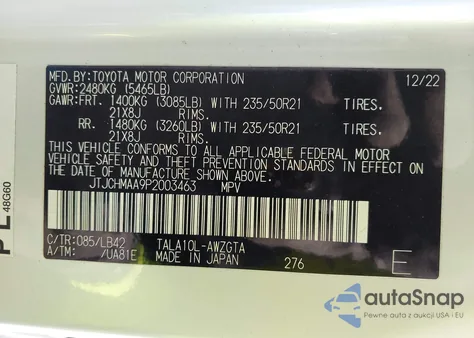 MFD.BY:TOYOTA MOTOR CORPORATION 12/22
GVWR:2480KG (5465LB)
GAWR:FRT. 1400KG (3085LB) WITH 235/50R21 TIRES.
21X8J RIMS.
RR. 1480KG (3260LB) WITH 235/50R21 TIRES.
21X8J RIMS.
THIS VEHICLE CONFORMS TO ALL APPLICABLE FEDERAL MOTOR
VEHICLE SAFETY AND THEFT PREVENTION STANDARDS IN EFFECT ON
THE DATE OF MANUFACTURE SHOWN ABOVE.
JTJCHMAA9P2003463 MPV
C/TR:085/LB42 TALA10L-AWZGTA
A/TM: /UA81E MADE IN JAPAN 276 E
48G60
autoSnap
Pewne auta z aukcji USA i EU